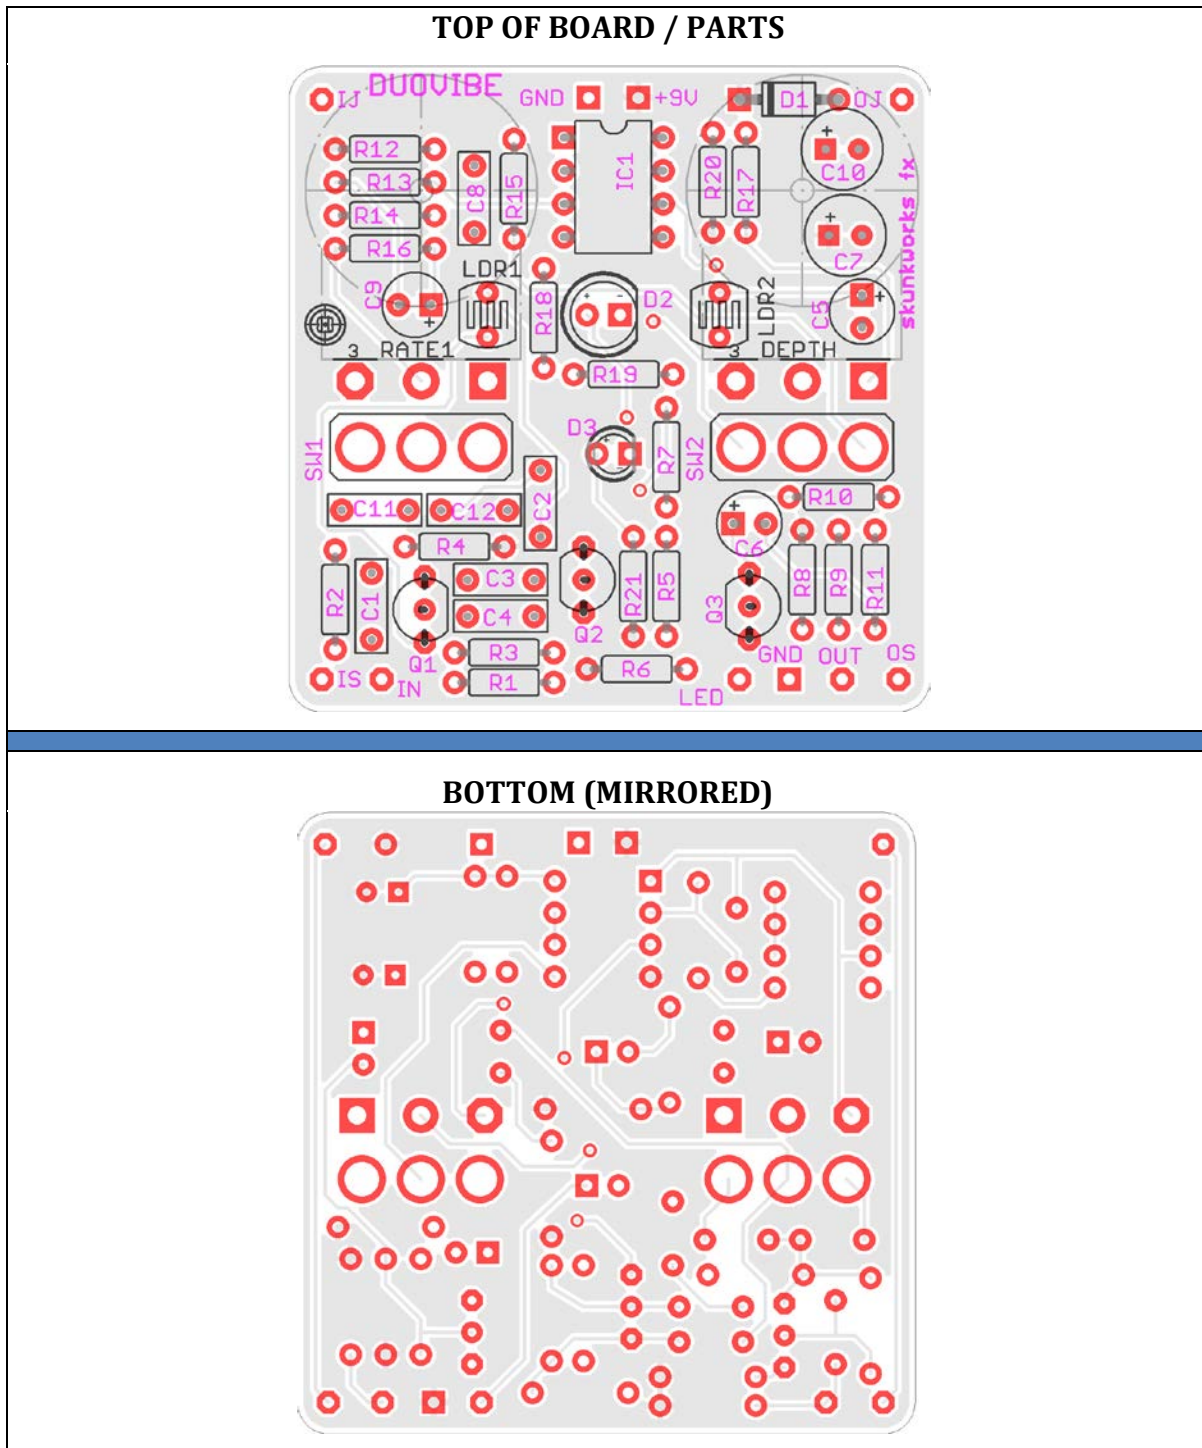 TOP OF BOARD / PARTS
DUOVIBE
IJ
GND
+9V
D1
OJ
R12
R13
R14
R16
C8
R15
IC1
R20
R17
+
C10
skunkworks fx
+
C7
LDR1
C9
+
R18
+ -
D2
LDR2
C5
+
3
RATE1
3
DEPTH
R19
SW1
D3
+
R7
SW2
R10
C11
C12
C2
+
C6
R4
R2
C1
C3
C4
Q1
Q2
R21
R5
Q3
R8
R9
R11
R3
R1
R6
IS
IN
LED
GND
OUT
OS
BOTTOM (MIRRORED)